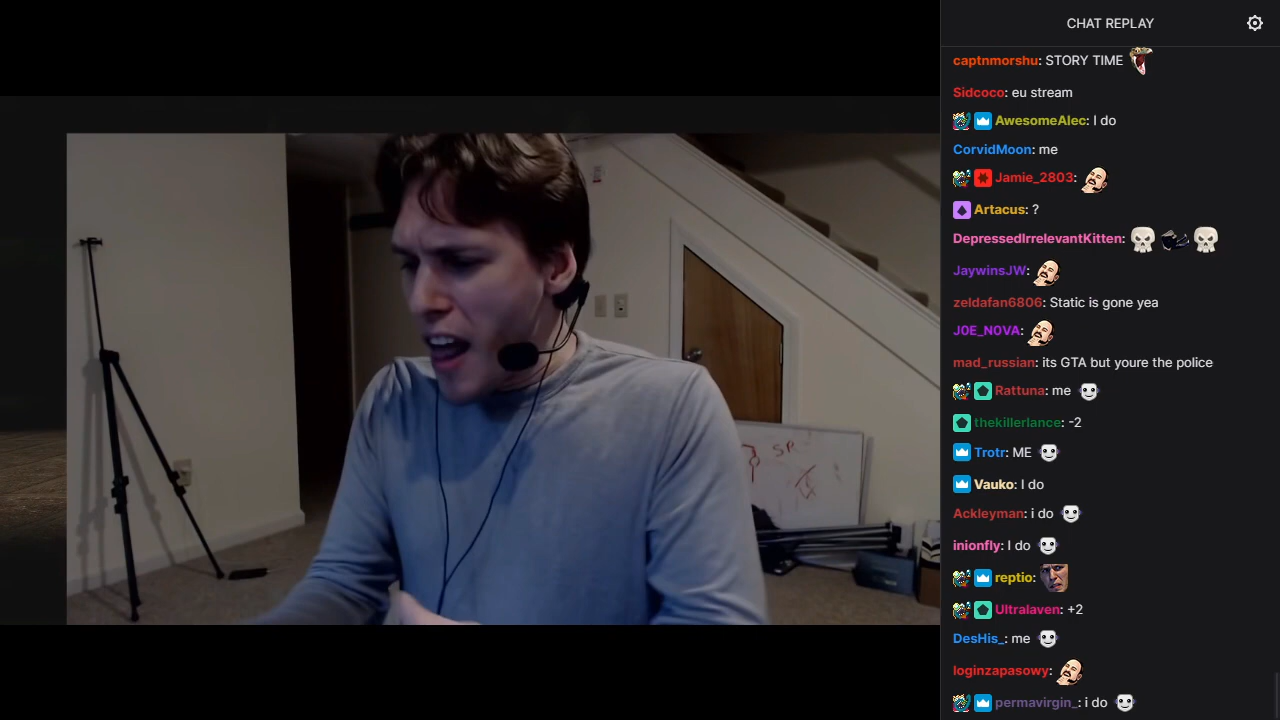 CHAT REPLAY
captnmorshu: STORY TIME
Sidcoco: eu stream
AwesomeAlec: I do
CorvidMoon: me
Jamie_2803:
Artacus: ?
DepressedIrrelevantKitten:
JaywinsJW:
zeldafan6806: Static is gone yea
J0E_N0VA:
mad_russian: its GTA but youre the police
Rattuna: me
thekillerlance: -2
Trotr: ME
Vauko: I do
SR
Ackleyman: i do
inionfly: I do
reptio:
Ultralaven: +2
DesHis_: me
loginzapasowy:
permavirgin_: i do